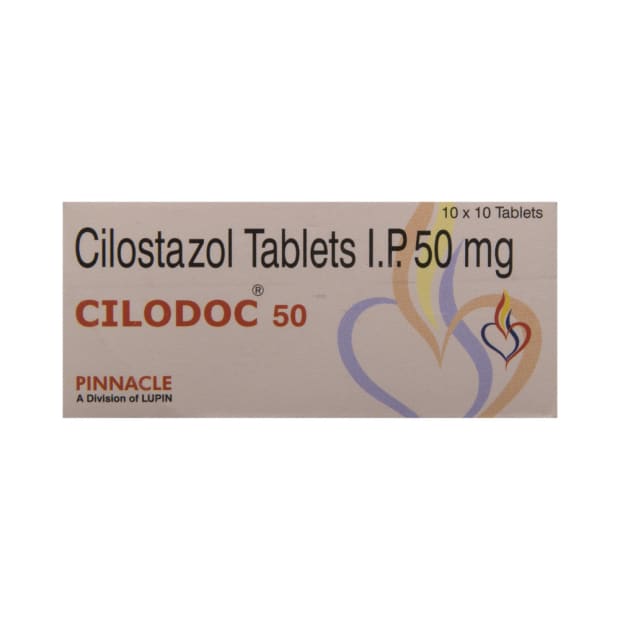 10 x 10 Tablets
Cilostazol Tablets I.P. 50 mg
CILODOC® 50
PINNACLE
A Division of LUPIN